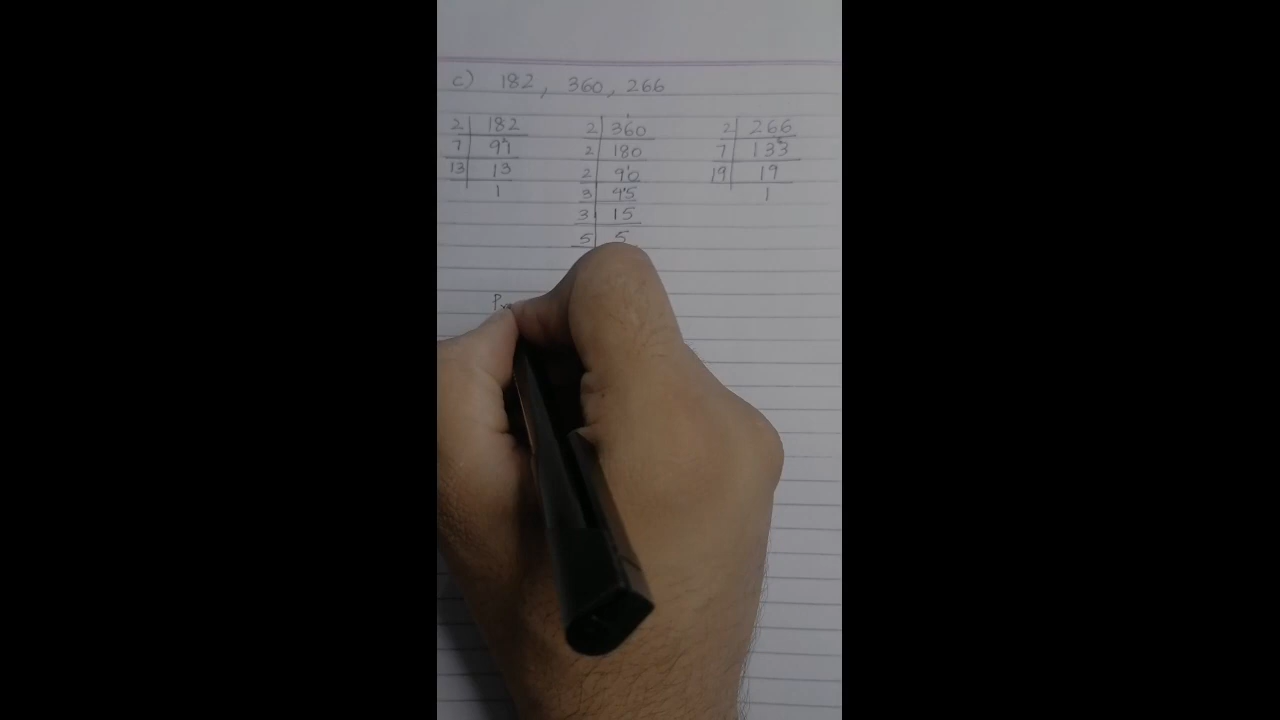 c) 182, 360, 266
2 | 182
7 | 91
13 | 13
1
2 | 360
2 | 180
2 | 90
3 | 45
3 | 15
5 | 5
2 | 266
7 | 133
19 | 19
1